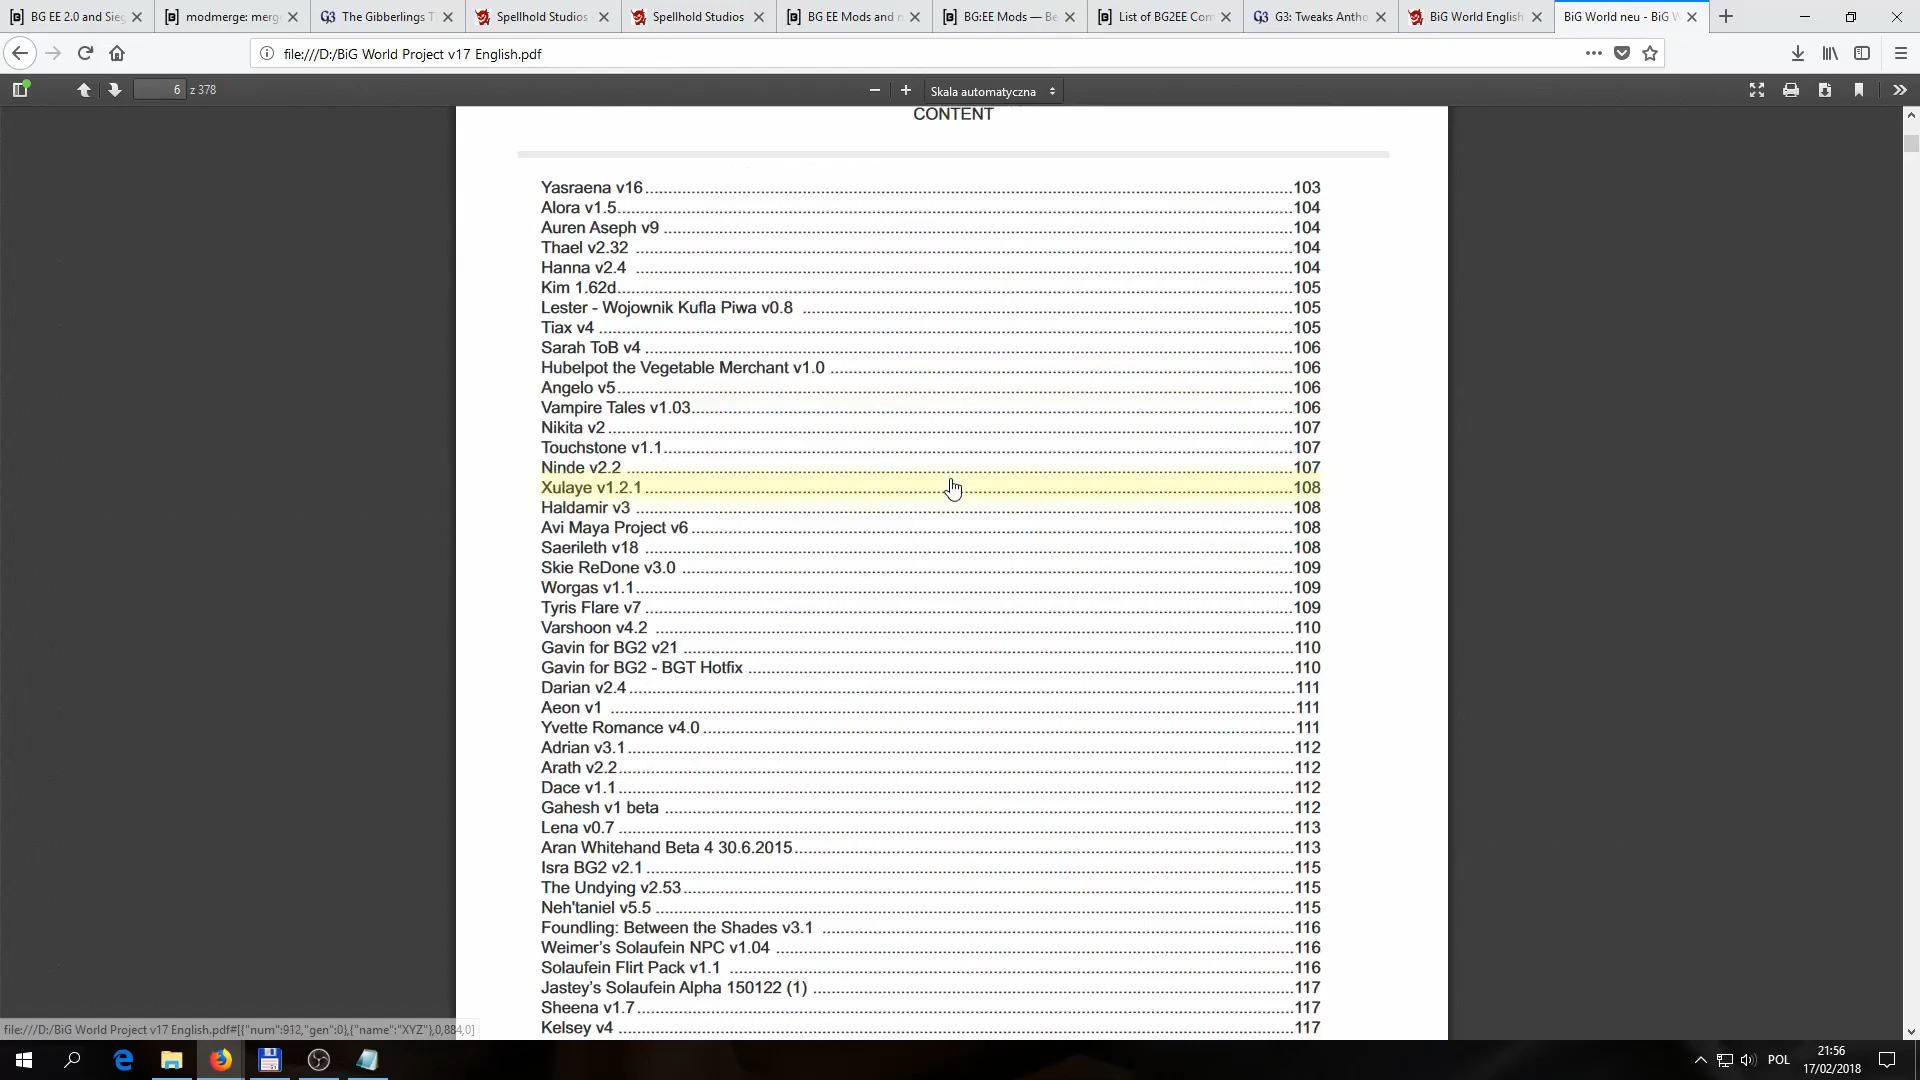 BG EE 2.0 and Sieg
modmerge: merg
G3 The Gibberlings T
Spellhold Studios
Spellhold Studios
BG EE Mods and n
BG:EE Mods — Be
List of BG2EE Com
G3 G3: Tweaks Antho
BiG World English
BiG World neu - BiG W
file:///D:/BiG World Project v17 English.pdf
6 z 378
Skala automatyczna
CONTENT
Yasraena v16 103
Alora v1.5 104
Auren Aseph v9 104
Thael v2.32 104
Hanna v2.4 104
Kim 1.62d 105
Lester - Wojownik Kufla Piwa v0.8 105
Tiax v4 105
Sarah ToB v4 106
Hubelpot the Vegetable Merchant v1.0 106
Angelo v5 106
Vampire Tales v1.03 106
Nikita v2 107
Touchstone v1.1 107
Ninde v2.2 107
Xulaye v1.2.1 108
Haldamir v3 108
Avi Maya Project v6 108
Saerileth v18 108
Skie ReDone v3.0 109
Worgas v1.1 109
Tyris Flare v7 109
Varshoon v4.2 110
Gavin for BG2 v21 110
Gavin for BG2 - BGT Hotfix 110
Darian v2.4 111
Aeon v1 111
Yvette Romance v4.0 111
Adrian v3.1 112
Arath v2.2 112
Dace v1.1 112
Gahesh v1 beta 112
Lena v0.7 113
Aran Whitehand Beta 4 30.6.2015 113
Isra BG2 v2.1 115
The Undying v2.53 115
Neh'taniel v5.5 115
Foundling: Between the Shades v3.1 116
Weimer's Solaufein NPC v1.04 116
Solaufein Flirt Pack v1.1 116
Jastey's Solaufein Alpha 150122 (1) 117
Sheena v1.7 117
Kelsey v4 117
file:///D:/BiG World Project v17 English.pdf#[{"num":912,"gen":0},{"name":"XYZ"},0,884,0]
POL
21:56
17/02/2018